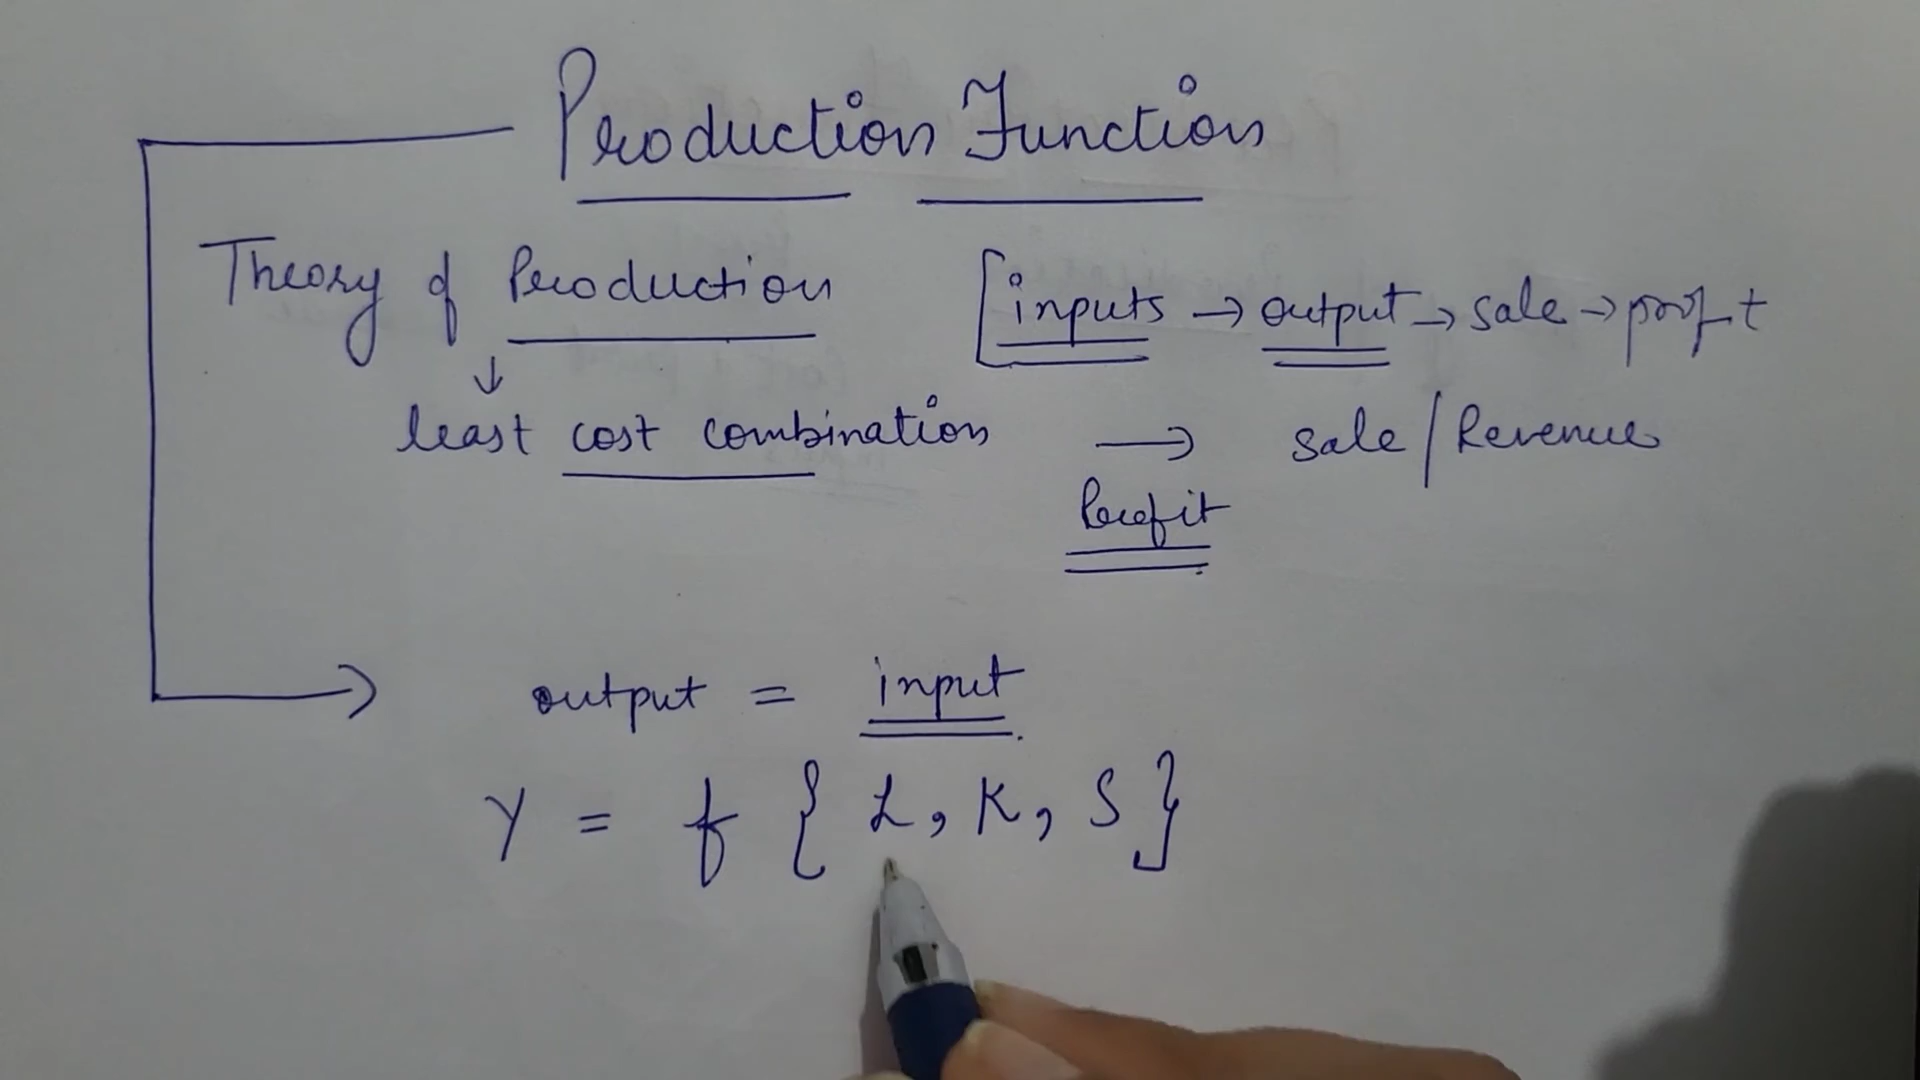 Production Function
Theory of Production
[inputs → output → sale → profit
↓
least cost combination → sale / Revenue
Profit
output = input
Y = f { L, K, S }